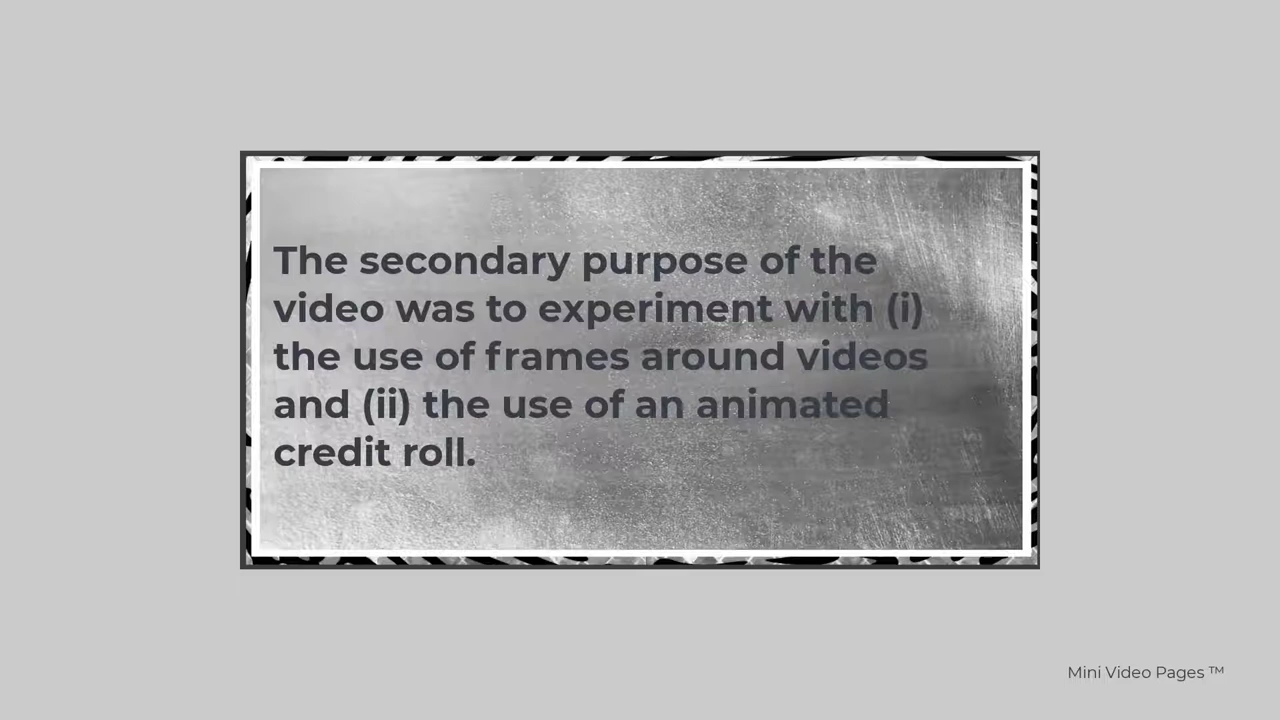 The secondary purpose of the
video was to experiment with (i)
the use of frames around videos
and (ii) the use of an animated
credit roll.
Mini Video Pages ™